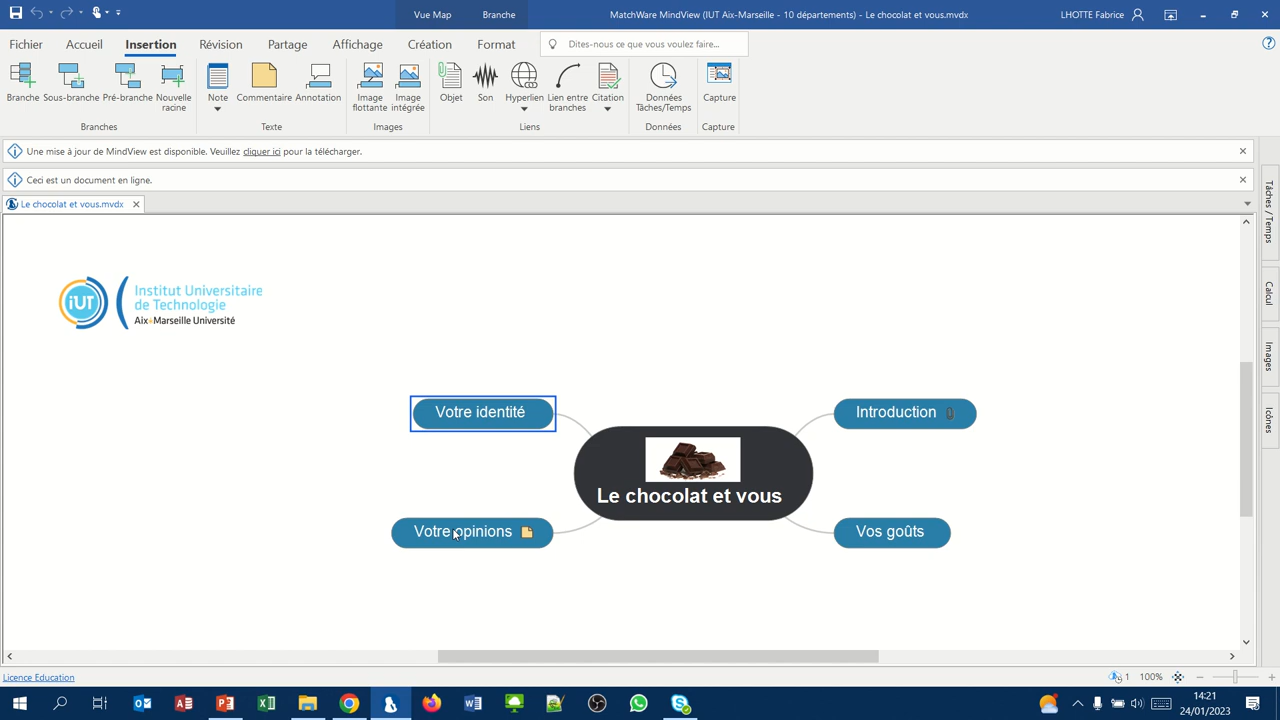 Vue Map
Branche
MatchWare MindView (IUT Aix-Marseille - 10 départements) - Le chocolat et vous.mvdx
LHOTTE Fabrice
Fichier
Accueil
Insertion
Révision
Partage
Affichage
Création
Format
Dites-nous ce que vous voulez faire...
Branche
Sous-branche
Pré-branche
Nouvelle
racine
Note
Commentaire
Annotation
Image
flottante
Image
intégrée
Objet
Son
Hyperlien
Lien entre
branches
Citation
Données
Tâches/Temps
Capture
Branches
Texte
Images
Liens
Données
Capture
Une mise à jour de MindView est disponible. Veuillez cliquer ici pour la télécharger.
Ceci est un document en ligne.
Le chocolat et vous.mvdx
Tâches / Temps
Calcul
Images
Icônes
iUT
Institut Universitaire
de Technologie
Aix+Marseille Université
Votre identité
Introduction
Le chocolat et vous
Votre opinions
Vos goûts
Licence Education
1
100%
14:21
24/01/2023